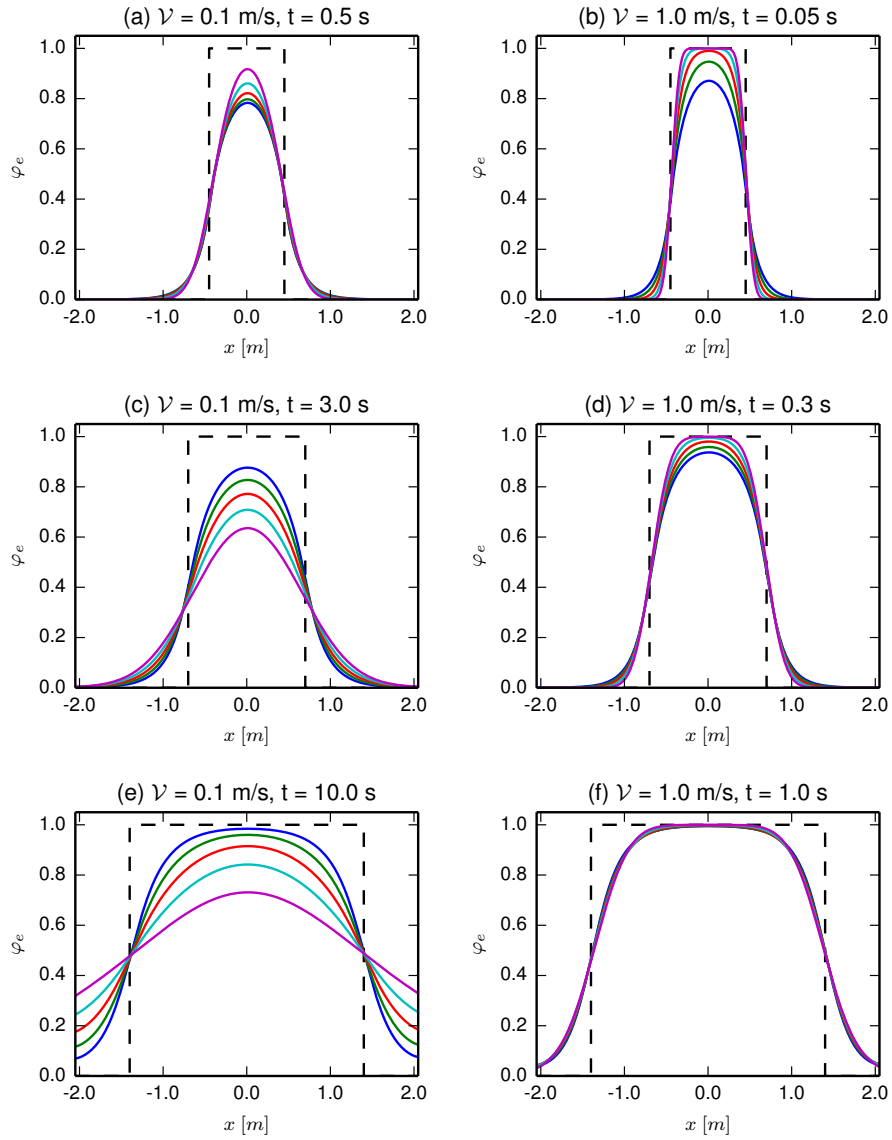 (a) 𝒱 = 0.1 m/s, t = 0.5 s
(b) 𝒱 = 1.0 m/s, t = 0.05 s
1.0
0.8
0.6
0.4
0.2
0.0
φₑ
-2.0 -1.0 0.0 1.0 2.0
x [m]
1.0
0.8
0.6
0.4
0.2
0.0
φₑ
-2.0 -1.0 0.0 1.0 2.0
x [m]
(c) 𝒱 = 0.1 m/s, t = 3.0 s
(d) 𝒱 = 1.0 m/s, t = 0.3 s
1.0
0.8
0.6
0.4
0.2
0.0
φₑ
-2.0 -1.0 0.0 1.0 2.0
x [m]
1.0
0.8
0.6
0.4
0.2
0.0
φₑ
-2.0 -1.0 0.0 1.0 2.0
x [m]
(e) 𝒱 = 0.1 m/s, t = 10.0 s
(f) 𝒱 = 1.0 m/s, t = 1.0 s
1.0
0.8
0.6
0.4
0.2
0.0
φₑ
-2.0 -1.0 0.0 1.0 2.0
x [m]
1.0
0.8
0.6
0.4
0.2
0.0
φₑ
-2.0 -1.0 0.0 1.0 2.0
x [m]